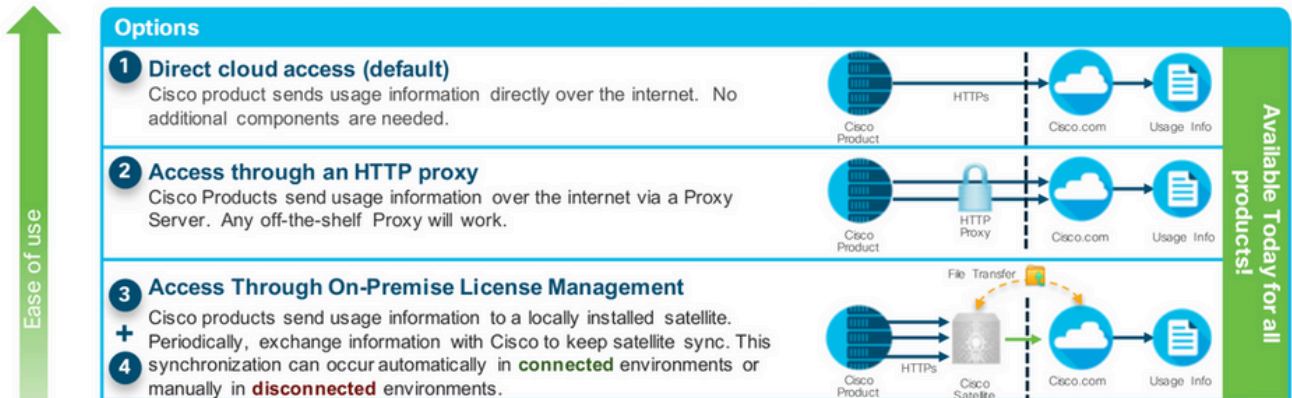 Ease of use
Options
1 Direct cloud access (default)
Cisco product sends usage information directly over the internet. No
additional components are needed.
HTTPs
Cisco
Product
Cisco.com
Usage Info
2 Access through an HTTP proxy
Cisco Products send usage information over the internet via a Proxy
Server. Any off-the-shelf Proxy will work.
HTTP
Proxy
Cisco
Product
Cisco.com
Usage Info
3 Access Through On-Premise License Management
+
4
Cisco products send usage information to a locally installed satellite.
Periodically, exchange information with Cisco to keep satellite sync. This
synchronization can occur automatically in connected environments or
manually in disconnected environments.
File Transfer
HTTPs
Cisco
Product
Cisco
Satellite
Cisco.com
Usage Info
Available Today for all
products!